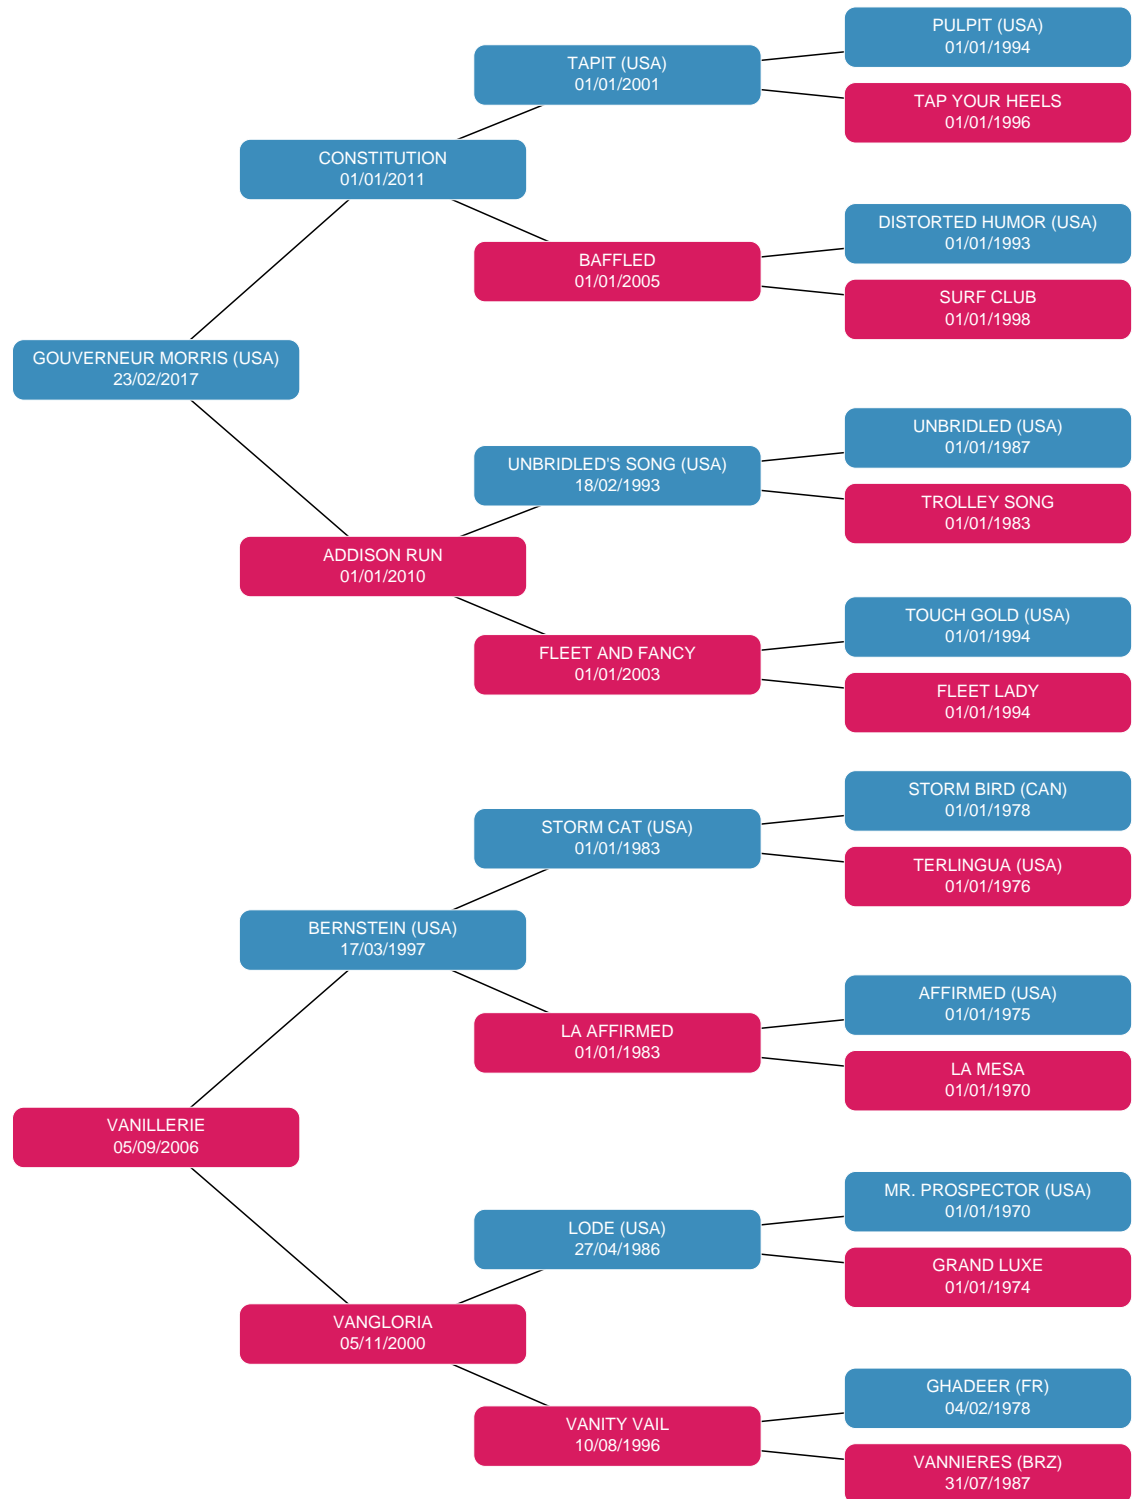 PULPIT (USA)
01/01/1994
TAPIT (USA)
01/01/2001
TAP YOUR HEELS
01/01/1996
CONSTITUTION
01/01/2011
DISTORTED HUMOR (USA)
01/01/1993
BAFFLED
01/01/2005
SURF CLUB
01/01/1998
GOUVERNEUR MORRIS (USA)
23/02/2017
UNBRIDLED (USA)
01/01/1987
UNBRIDLED'S SONG (USA)
18/02/1993
TROLLEY SONG
01/01/1983
ADDISON RUN
01/01/2010
TOUCH GOLD (USA)
01/01/1994
FLEET AND FANCY
01/01/2003
FLEET LADY
01/01/1994
STORM BIRD (CAN)
01/01/1978
STORM CAT (USA)
01/01/1983
TERLINGUA (USA)
01/01/1976
BERNSTEIN (USA)
17/03/1997
AFFIRMED (USA)
01/01/1975
LA AFFIRMED
01/01/1983
LA MESA
01/01/1970
VANILLERIE
05/09/2006
MR. PROSPECTOR (USA)
01/01/1970
LODE (USA)
27/04/1986
GRAND LUXE
01/01/1974
VANGLORIA
05/11/2000
GHADEER (FR)
04/02/1978
VANITY VAIL
10/08/1996
VANNIERES (BRZ)
31/07/1987